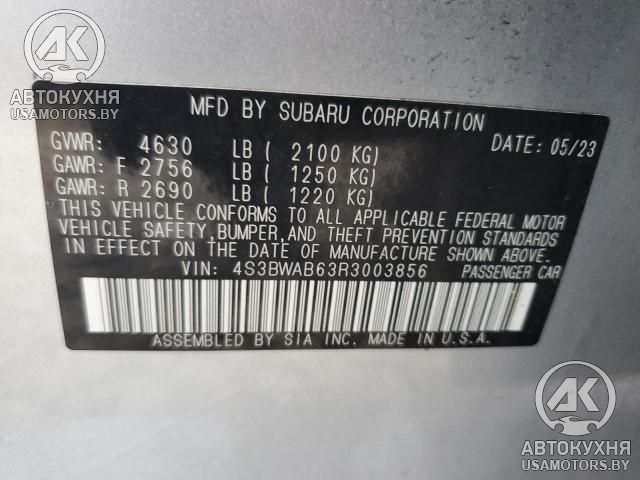 АК
АВТОКУХНЯ
USAMOTORS.BY
MFD BY SUBARU CORPORATION
DATE: 05/23
GVWR: 4630 LB ( 2100 KG)
GAWR: F 2756 LB ( 1250 KG)
GAWR: R 2690 LB ( 1220 KG)
THIS VEHICLE CONFORMS TO ALL APPLICABLE FEDERAL MOTOR
VEHICLE SAFETY, BUMPER, AND THEFT PREVENTION STANDARDS
IN EFFECT ON THE DATE OF MANUFACTURE SHOWN ABOVE.
VIN: 4S3BWAB63R3003856 PASSENGER CAR
ASSEMBLED BY SIA INC. MADE IN U.S.A.
АК
АВТОКУХНЯ
USAMOTORS.BY